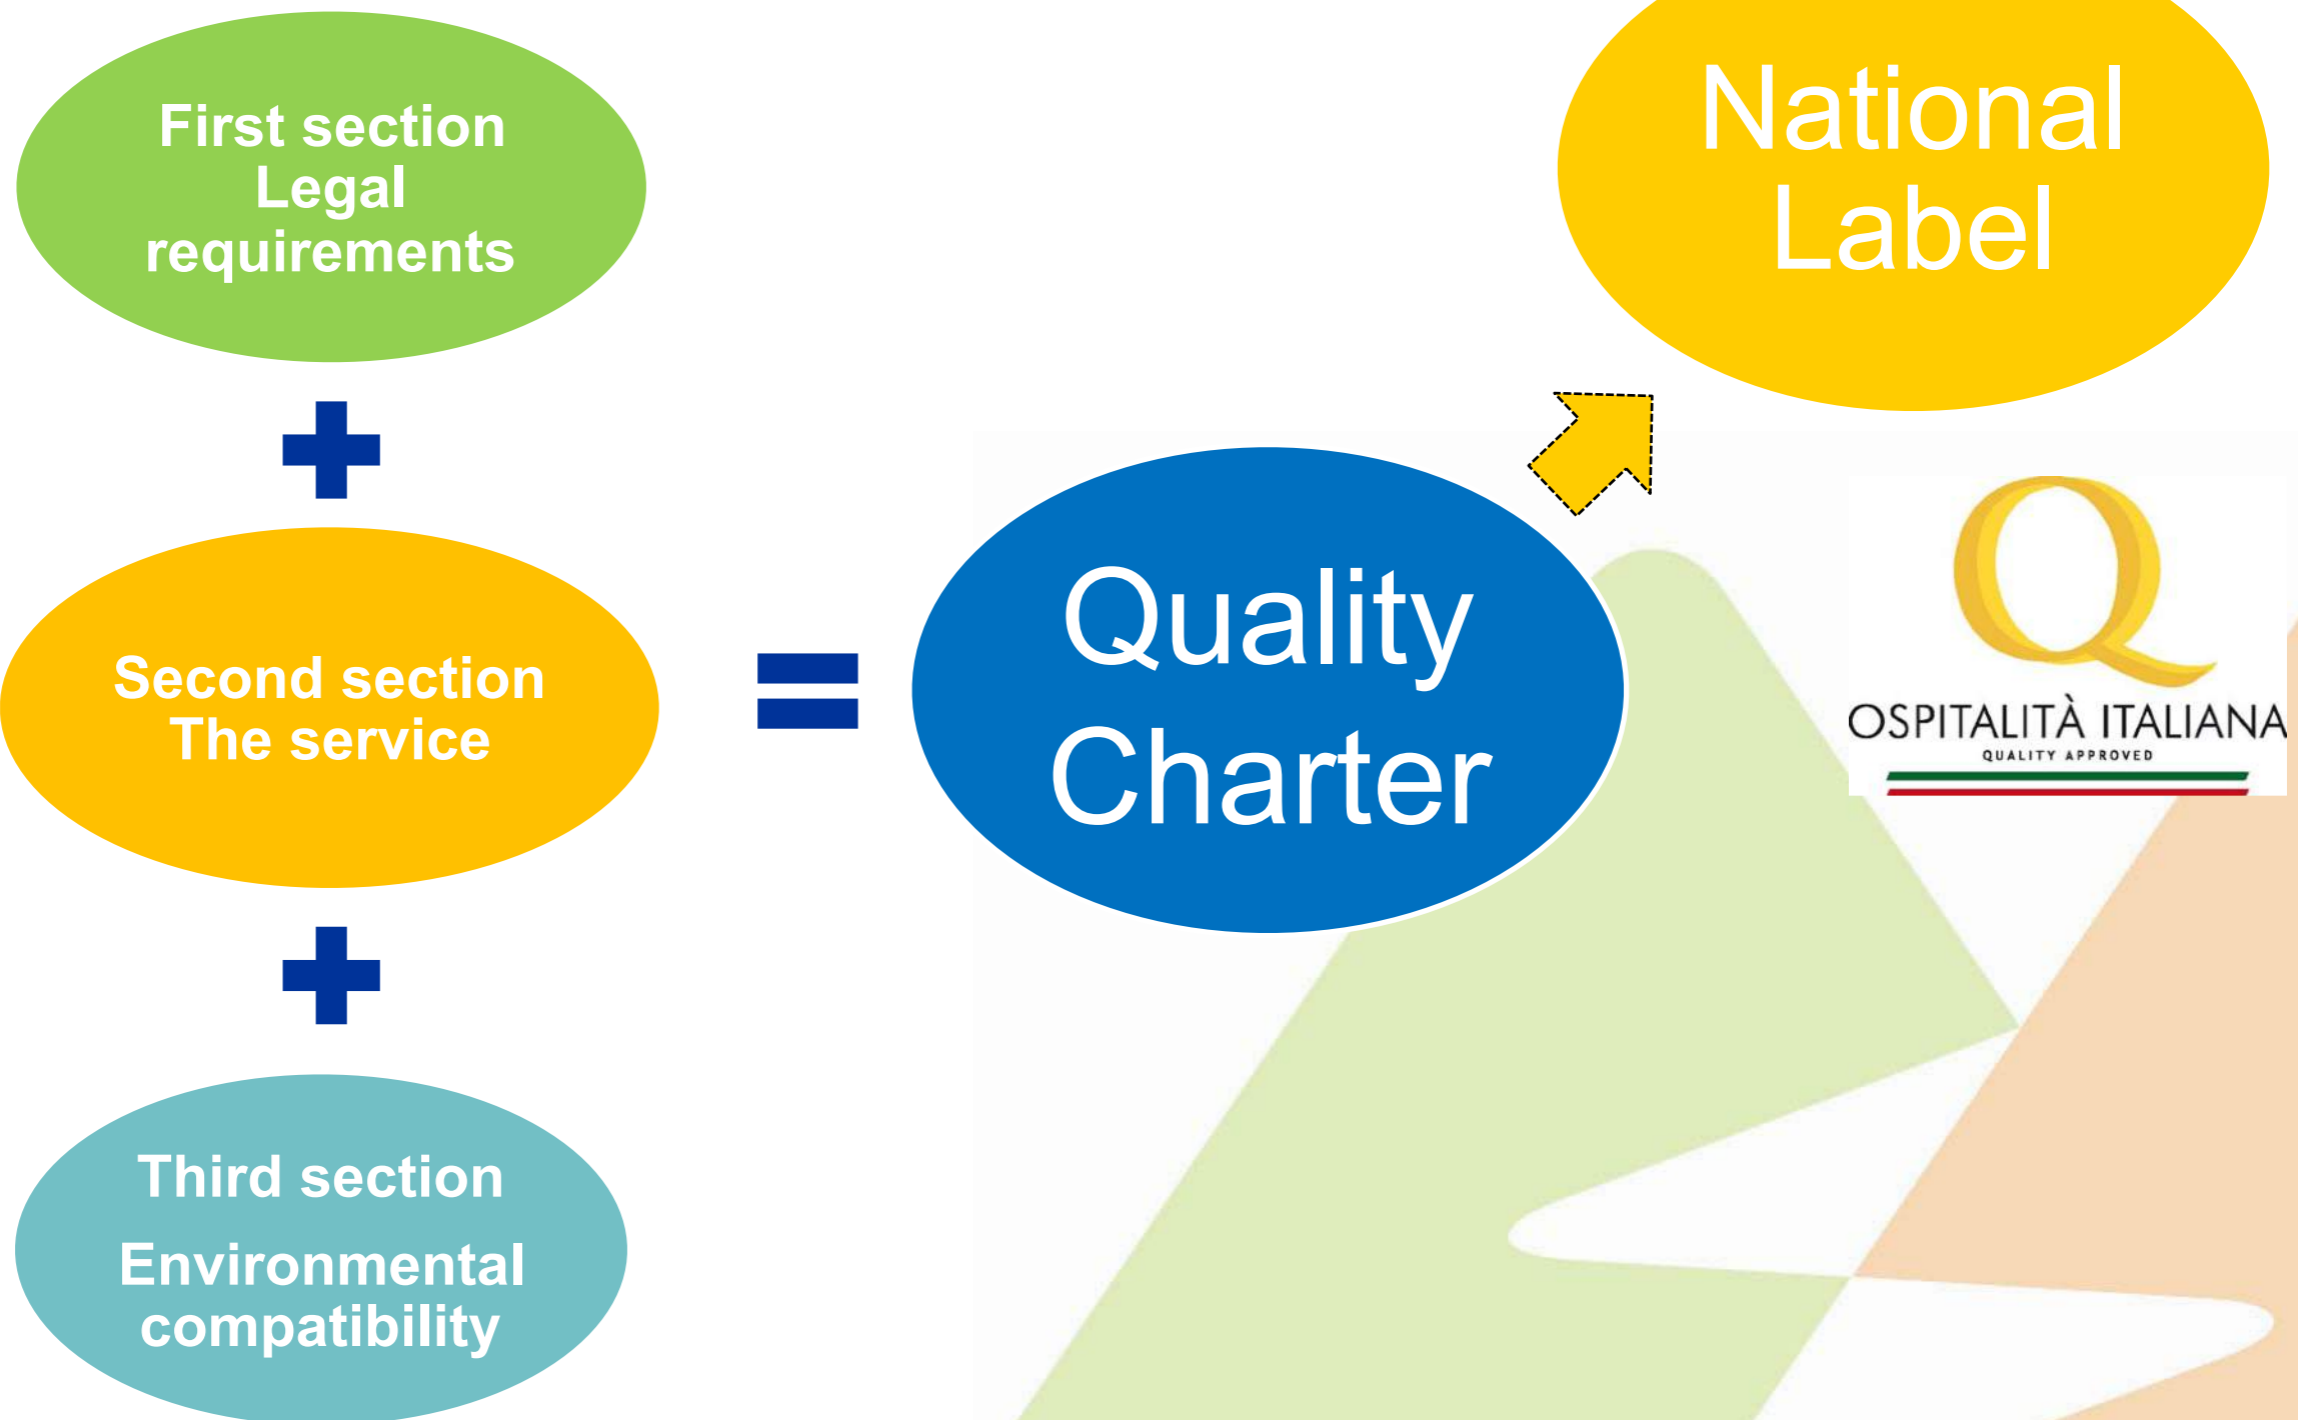 First section
Legal
requirements
Second section
The service
Third section
Environmental
compatibility
Quality
Charter
National
Label
Q
OSPITALITÀ ITALIANA
QUALITY APPROVED